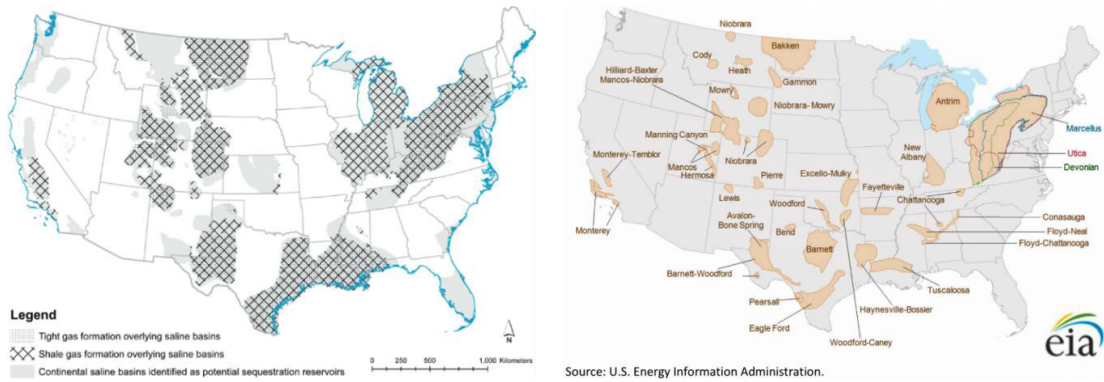 Legend
Tight gas formation overlying saline basins
Shale gas formation overlying saline basins
Continental saline basins identified as potential sequestration reservoirs
N
0 250 500 1,000 Kilometers
Niobrara
Bakken
Cody
Heath
Gammon
Hilliard-Baxter
Mancos-Niobrara
Mowry
Niobrara- Mowry
Antrim
Manning Canyon
Marcellus
Monterey-Temblor
Mancos
Niobrara
New
Albany
Utica
Hermosa
Pierre
Excello-Mulky
Devonian
Lewis
Fayetteville
Chattanooga
Woodford
Avalon-
Bone Spring
Bend
Conasauga
Monterey
Barnett
Floyd-Neal
Floyd-Chattanooga
Barnett-Woodford
Tuscaloosa
Pearsall
Haynesville-Bossier
Eagle Ford
Woodford-Caney
eia
Source: U.S. Energy Information Administration.